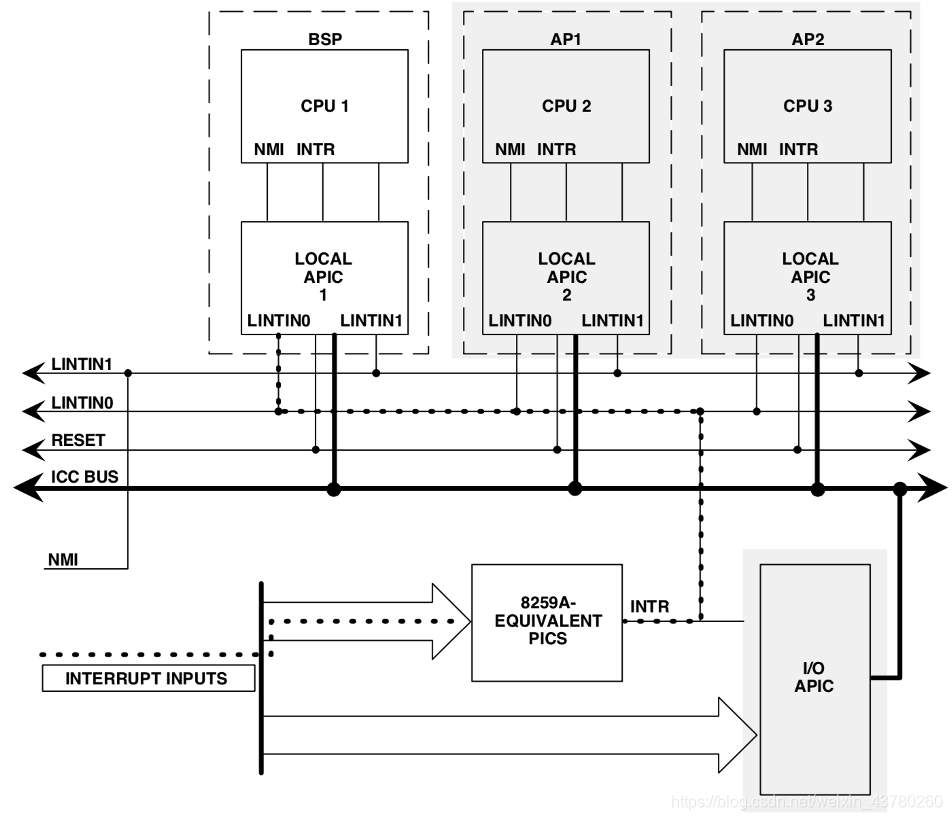 BSP
AP1
AP2
CPU 1
CPU 2
CPU 3
NMI INTR
NMI INTR
NMI INTR
LOCAL
APIC
1
LOCAL
APIC
2
LOCAL
APIC
3
LINTIN0 LINTIN1
LINTIN0 LINTIN1
LINTIN0 LINTIN1
LINTIN1
LINTIN0
RESET
ICC BUS
NMI
8259A-
EQUIVALENT
PICS
INTR
INTERRUPT INPUTS
I/O
APIC
https://blog.csdn.net/weixin_43780260